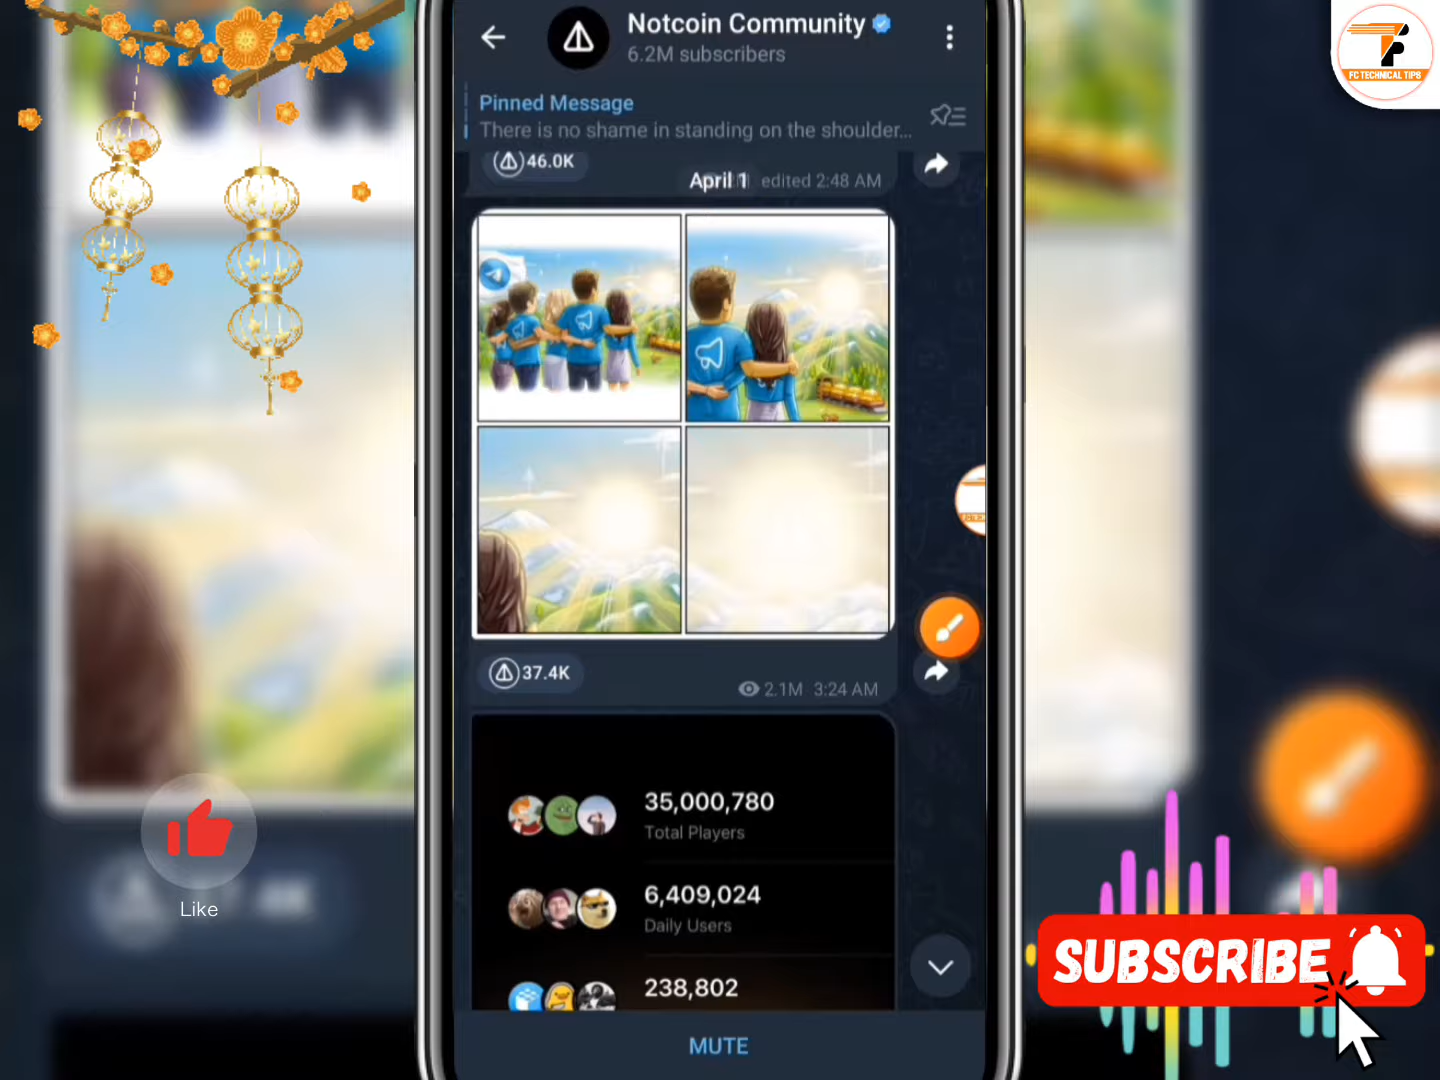 Notcoin Community
6.2M subscribers
FC TECHNICAL TIPS
Pinned Message
There is no shame in standing on the shoulder...
46.0K
April 1
edited 2:48 AM
37.4K
2.1M 3:24 AM
35,000,780
Total Players
6,409,024
Daily Users
238,802
Like
SUBSCRIBE
MUTE